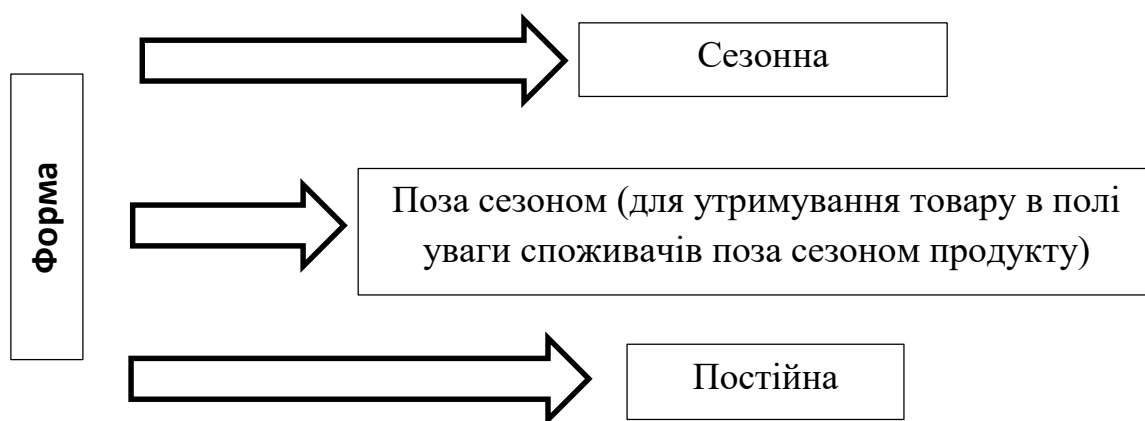 Форма
Сезонна
Поза сезоном (для утримування товару в полі
уваги споживачів поза сезоном продукту)
Постійна